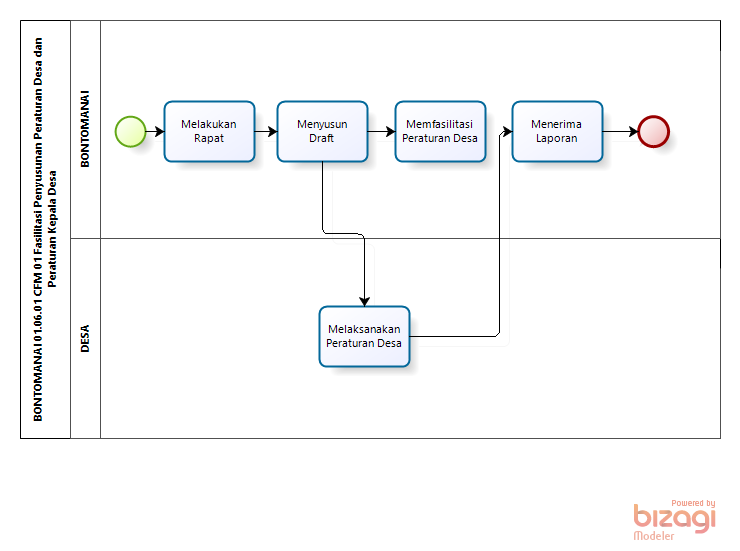 BONTOMANAI 01.06.01 CFM 01 Fasilitasi Penyusunan Peraturan Desa dan
Peraturan Kepala Desa
BONTOMANAI
Melakukan
Rapat
Menyusun
Draft
Memfasilitasi
Peraturan Desa
Menerima
Laporan
DESA
Melaksanakan
Peraturan Desa
Powered by
bizagi
Modeler